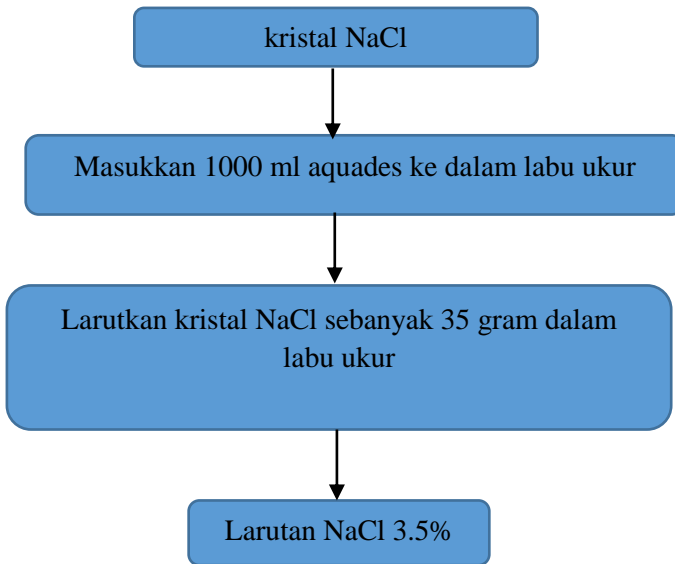 kristal NaCl
Masukkan 1000 ml aquades ke dalam labu ukur
Larutkan kristal NaCl sebanyak 35 gram dalam
labu ukur
Larutan NaCl 3.5%